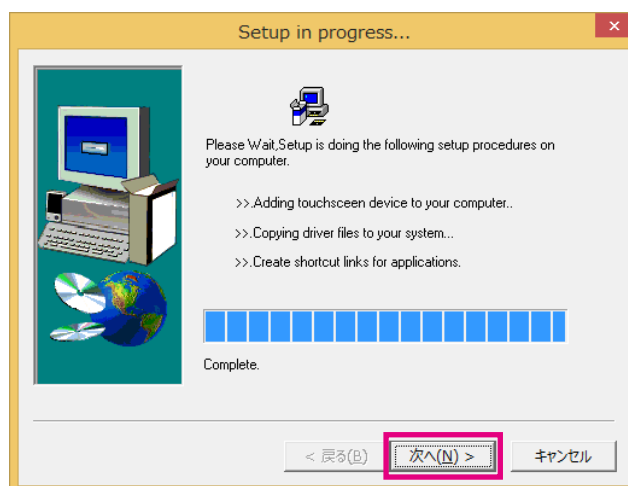 Setup in progress...
Please Wait,Setup is doing the following setup procedures on
your computer.
>>.Adding touchsceen device to your computer..
>>.Copying driver files to your system...
>>.Create shortcut links for applications.
Complete.
< 戻る(B) 次へ(N) > キャンセル